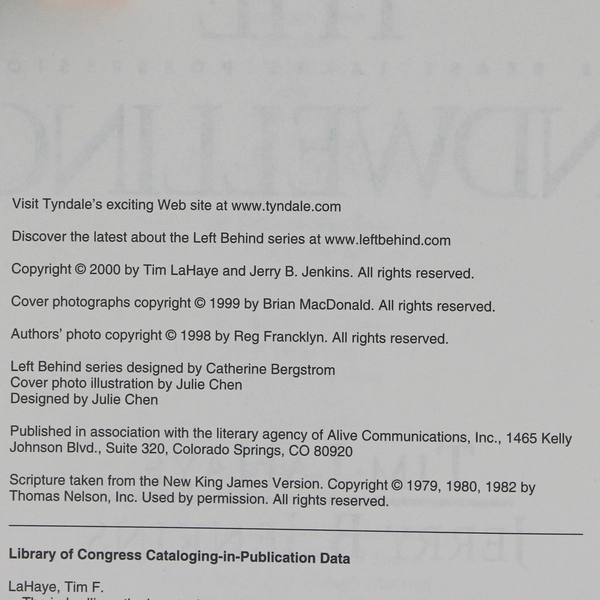 Visit Tyndale's exciting Web site at www.tyndale.com
Discover the latest about the Left Behind series at www.leftbehind.com
Copyright © 2000 by Tim LaHaye and Jerry B. Jenkins. All rights reserved.
Cover photographs copyright © 1999 by Brian MacDonald. All rights reserved.
Authors' photo copyright © 1998 by Reg Francklyn. All rights reserved.
Left Behind series designed by Catherine Bergstrom
Cover photo illustration by Julie Chen
Designed by Julie Chen
Published in association with the literary agency of Alive Communications, Inc., 1465 Kelly
Johnson Blvd., Suite 320, Colorado Springs, CO 80920
Scripture taken from the New King James Version. Copyright © 1979, 1980, 1982 by
Thomas Nelson, Inc. Used by permission. All rights reserved.
Library of Congress Cataloging-in-Publication Data
LaHaye, Tim F.